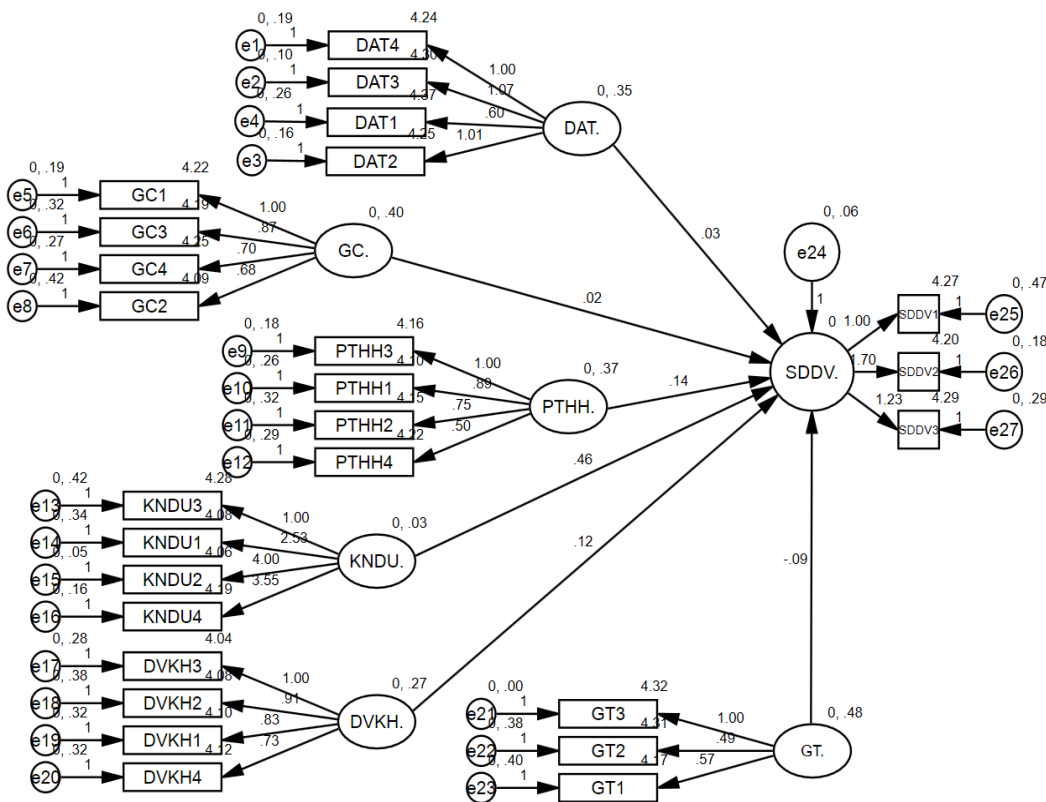 0, .19
4.24
e1
1
DAT4
1.00
0, .10
4.30
e2
1
DAT3
1.07
0, .35
0, .26
4.37
e4
1
DAT1
.60
DAT.
0, .16
4.25
e3
1
DAT2
1.01
0, .19
4.22
e5
1
GC1
1.00
0, .32
4.19
e6
1
GC3
.87
0, .40
0, .27
4.25
e7
1
GC4
.70
GC.
0, .42
4.09
e8
1
GC2
.68
.03
.02
0, .06
e24
1
0, .18
4.16
e9
1
PTHH3
1.00
0, .26
4.10
e10
1
PTHH1
.89
0, .37
0, .32
4.15
e11
1
PTHH2
.75
PTHH.
.14
0, .29
4.22
e12
1
PTHH4
.50
0
SDDV.
4.27
0, .47
1.00
SDDV1
1
e25
4.20
0, .18
1.70
SDDV2
1
e26
4.29
0, .29
1.23
SDDV3
1
e27
0, .42
4.28
e13
1
KNDU3
1.00
0, .34
4.08
e14
1
KNDU1
2.53
0, .03
0, .05
4.06
e15
1
KNDU2
4.00
KNDU.
.46
0, .16
4.19
e16
1
KNDU4
3.55
0, .28
4.04
e17
1
DVKH3
1.00
0, .38
4.08
e18
1
DVKH2
.91
0, .27
0, .32
4.10
e19
1
DVKH1
.83
DVKH.
.12
0, .32
4.12
e20
1
DVKH4
.73
-.09
0, .00
4.32
e21
1
GT3
1.00
0, .38
4.31
e22
1
GT2
.49
0, .48
GT.
0, .40
4.17
e23
1
GT1
.57